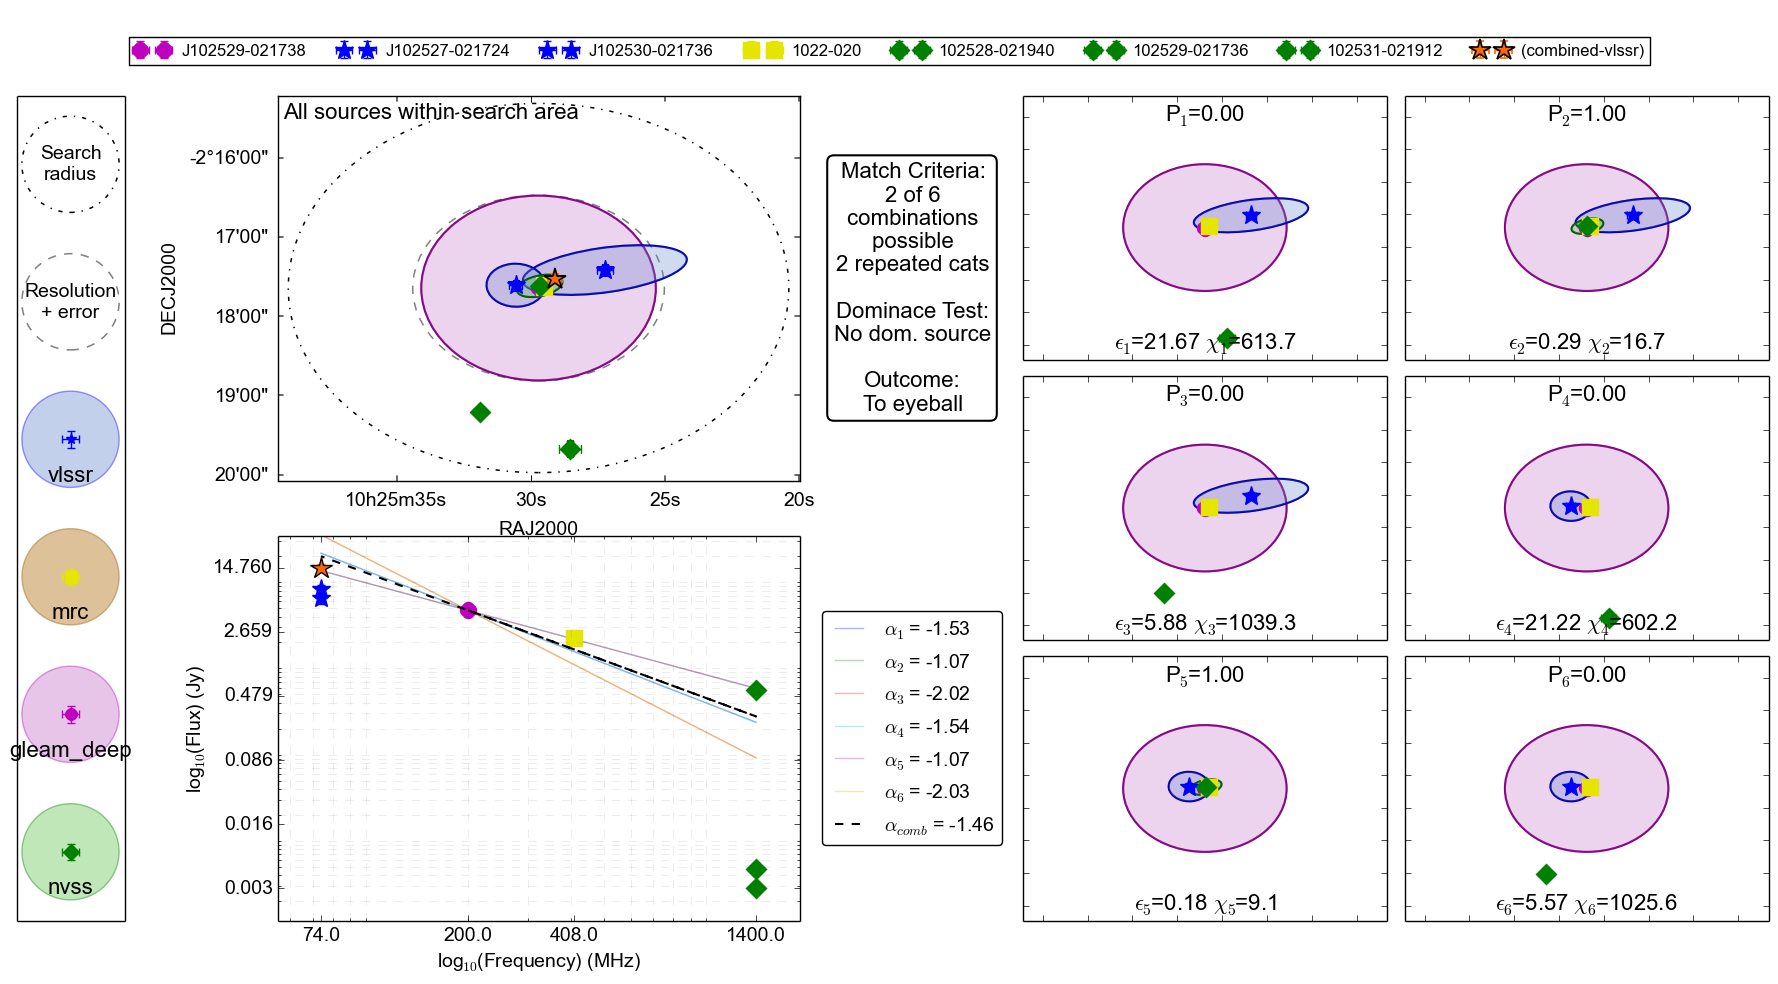 J102529-021738 J102527-021724 J102530-021736 1022-020 102528-021940 102529-021736 102531-021912 (combined-vlssr)
Search
radius
Resolution
+ error
vlssr
mrc
gleam_deep
nvss
All sources within search area
DECJ2000
-2°16'00"
17'00"
18'00"
19'00"
20'00"
10h25m35s 30s 25s 20s
RAJ2000
Match Criteria:
2 of 6
combinations
possible
2 repeated cats
Dominace Test:
No dom. source
Outcome:
To eyeball
log10(Flux) (Jy)
14.760
2.659
0.479
0.086
0.016
0.003
74.0 200.0 408.0 1400.0
log10(Frequency) (MHz)
α1 = -1.53
α2 = -1.07
α3 = -2.02
α4 = -1.54
α5 = -1.07
α6 = -2.03
αcomb = -1.46
P1=0.00
ϵ1=21.67 χ1=613.7
P2=1.00
ϵ2=0.29 χ2=16.7
P3=0.00
ϵ3=5.88 χ3=1039.3
P4=0.00
ϵ4=21.22 χ4=602.2
P5=1.00
ϵ5=0.18 χ5=9.1
P6=0.00
ϵ6=5.57 χ6=1025.6